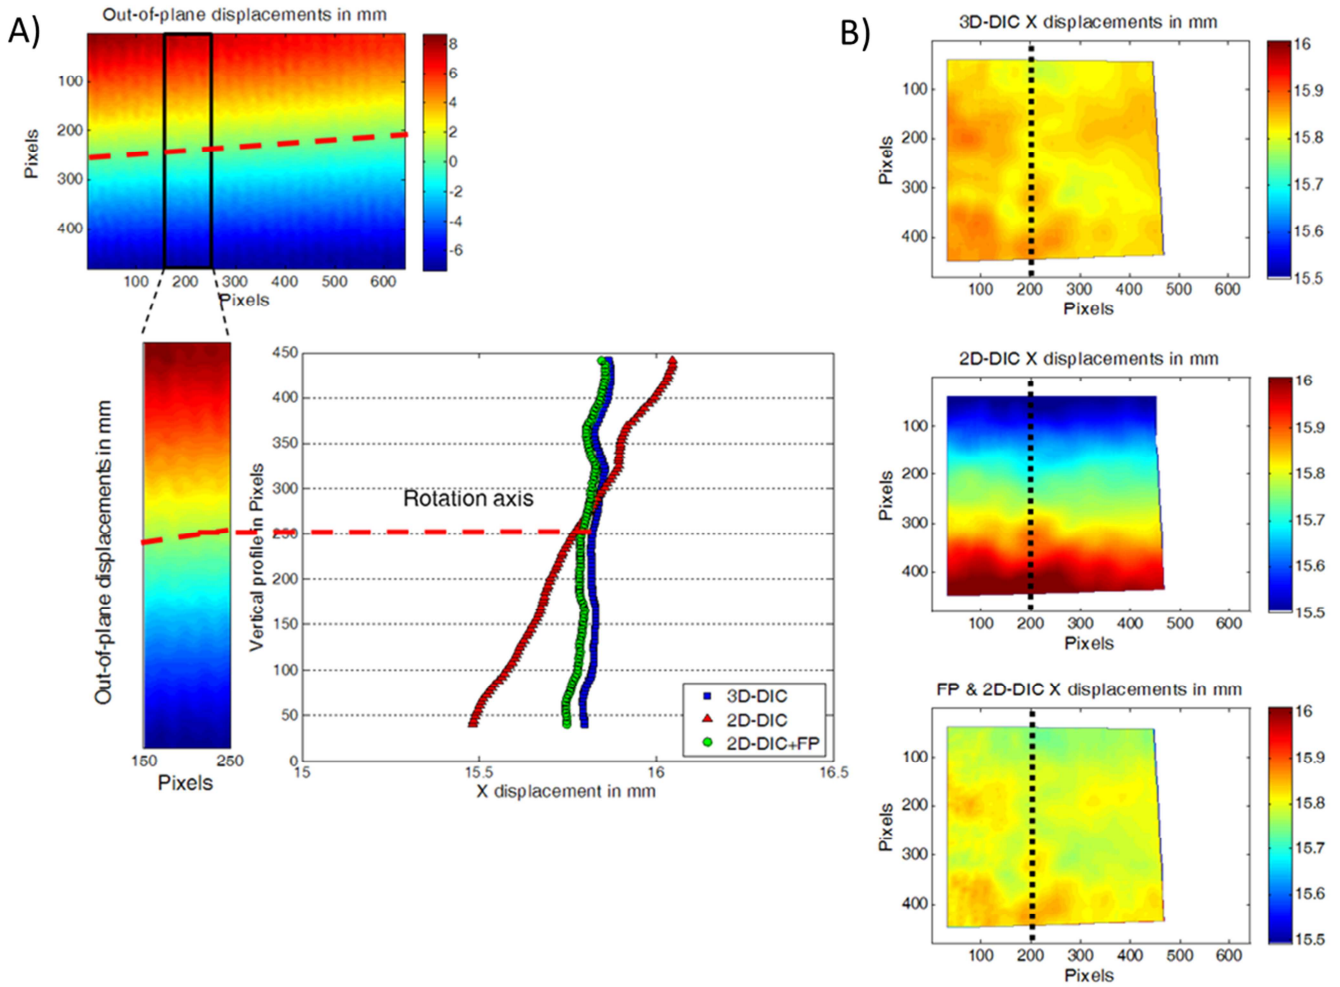 A)
Out-of-plane displacements in mm
100
200
300
400
Pixels
100 200 300 400 500 600
Pixels
8
6
4
2
0
-2
-4
-6
Out-of-plane displacements in mm
150 250
Pixels
450
400
350
300
250
200
150
100
50
0
Vertical profile in Pixels
Rotation axis
3D-DIC
2D-DIC
2D-DIC+FP
15 15.5 16 16.5
X displacement in mm
B)
3D-DIC X displacements in mm
100
200
300
400
Pixels
100 200 300 400 500 600
Pixels
16
15.9
15.8
15.7
15.6
15.5
2D-DIC X displacements in mm
100
200
300
400
Pixels
100 200 300 400 500 600
Pixels
16
15.9
15.8
15.7
15.6
15.5
FP & 2D-DIC X displacements in mm
100
200
300
400
Pixels
100 200 300 400 500 600
Pixels
16
15.9
15.8
15.7
15.6
15.5